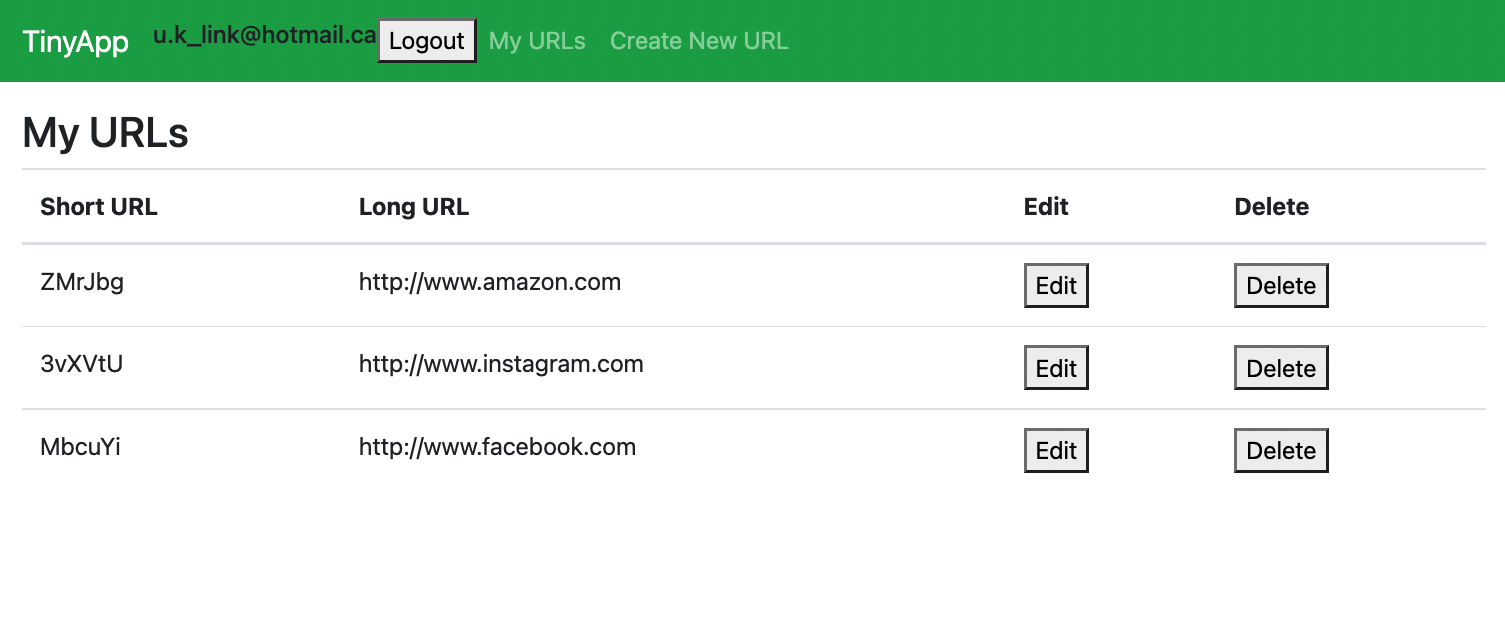 TinyApp u.k_link@hotmail.ca Logout My URLs Create New URL
My URLs
Short URL Long URL Edit Delete
ZMrJbg http://www.amazon.com Edit Delete
3vXVtU http://www.instagram.com Edit Delete
MbcuYi http://www.facebook.com Edit Delete